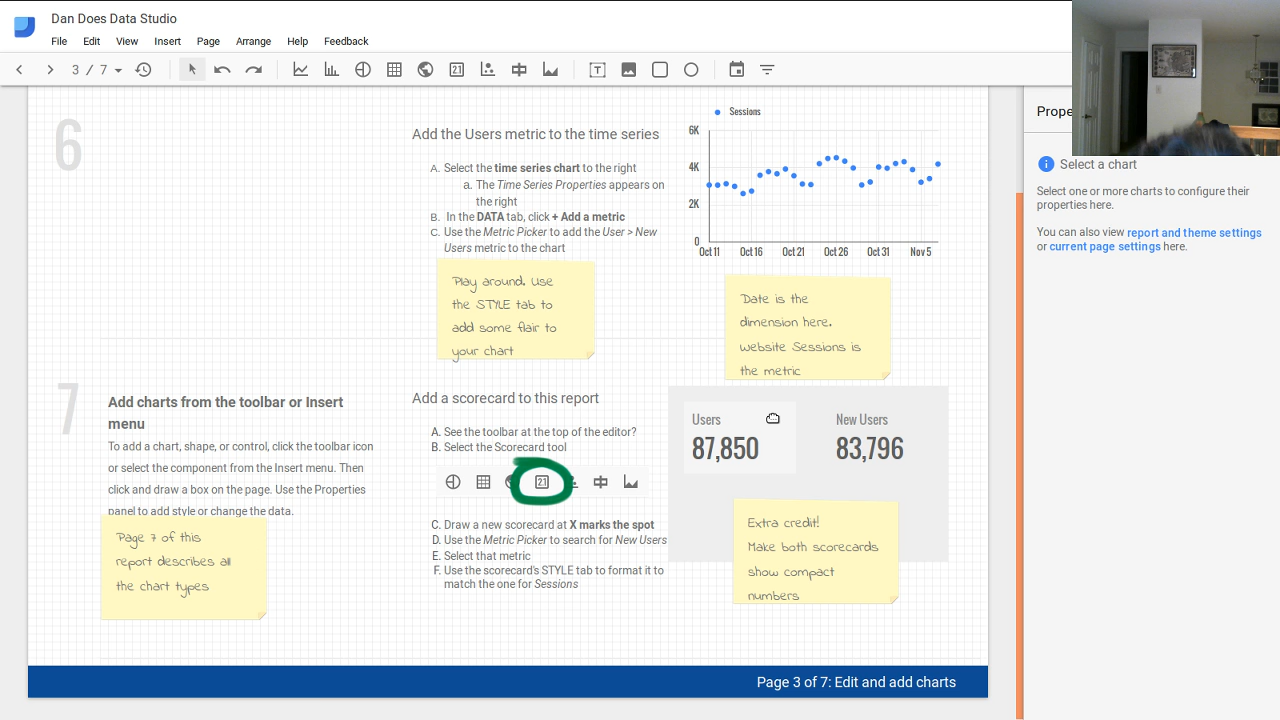 Dan Does Data Studio
File Edit View Insert Page Arrange Help Feedback
3 / 7
21
Prope
Select a chart
Select one or more charts to configure their
properties here.
You can also view report and theme settings
or current page settings here.
6
Add the Users metric to the time series
A. Select the time series chart to the right
a. The Time Series Properties appears on
the right
B. In the DATA tab, click + Add a metric
C. Use the Metric Picker to add the User > New
Users metric to the chart
Play around. Use
the STYLE tab to
add some flair to
your chart
Sessions
6K
4K
2K
0
Oct 11 Oct 16 Oct 21 Oct 26 Oct 31 Nov 5
Date is the
dimension here.
Website Sessions is
the metric
7
Add charts from the toolbar or Insert
menu
To add a chart, shape, or control, click the toolbar icon
or select the component from the Insert menu. Then
click and draw a box on the page. Use the Properties
panel to add style or change the data.
Page 7 of this
report describes all
the chart types
Add a scorecard to this report
A. See the toolbar at the top of the editor?
B. Select the Scorecard tool
21
C. Draw a new scorecard at X marks the spot
D. Use the Metric Picker to search for New Users
E. Select that metric
F. Use the scorecard's STYLE tab to format it to
match the one for Sessions
Users
87,850
New Users
83,796
Extra credit!
Make both scorecards
show compact
numbers
Page 3 of 7: Edit and add charts